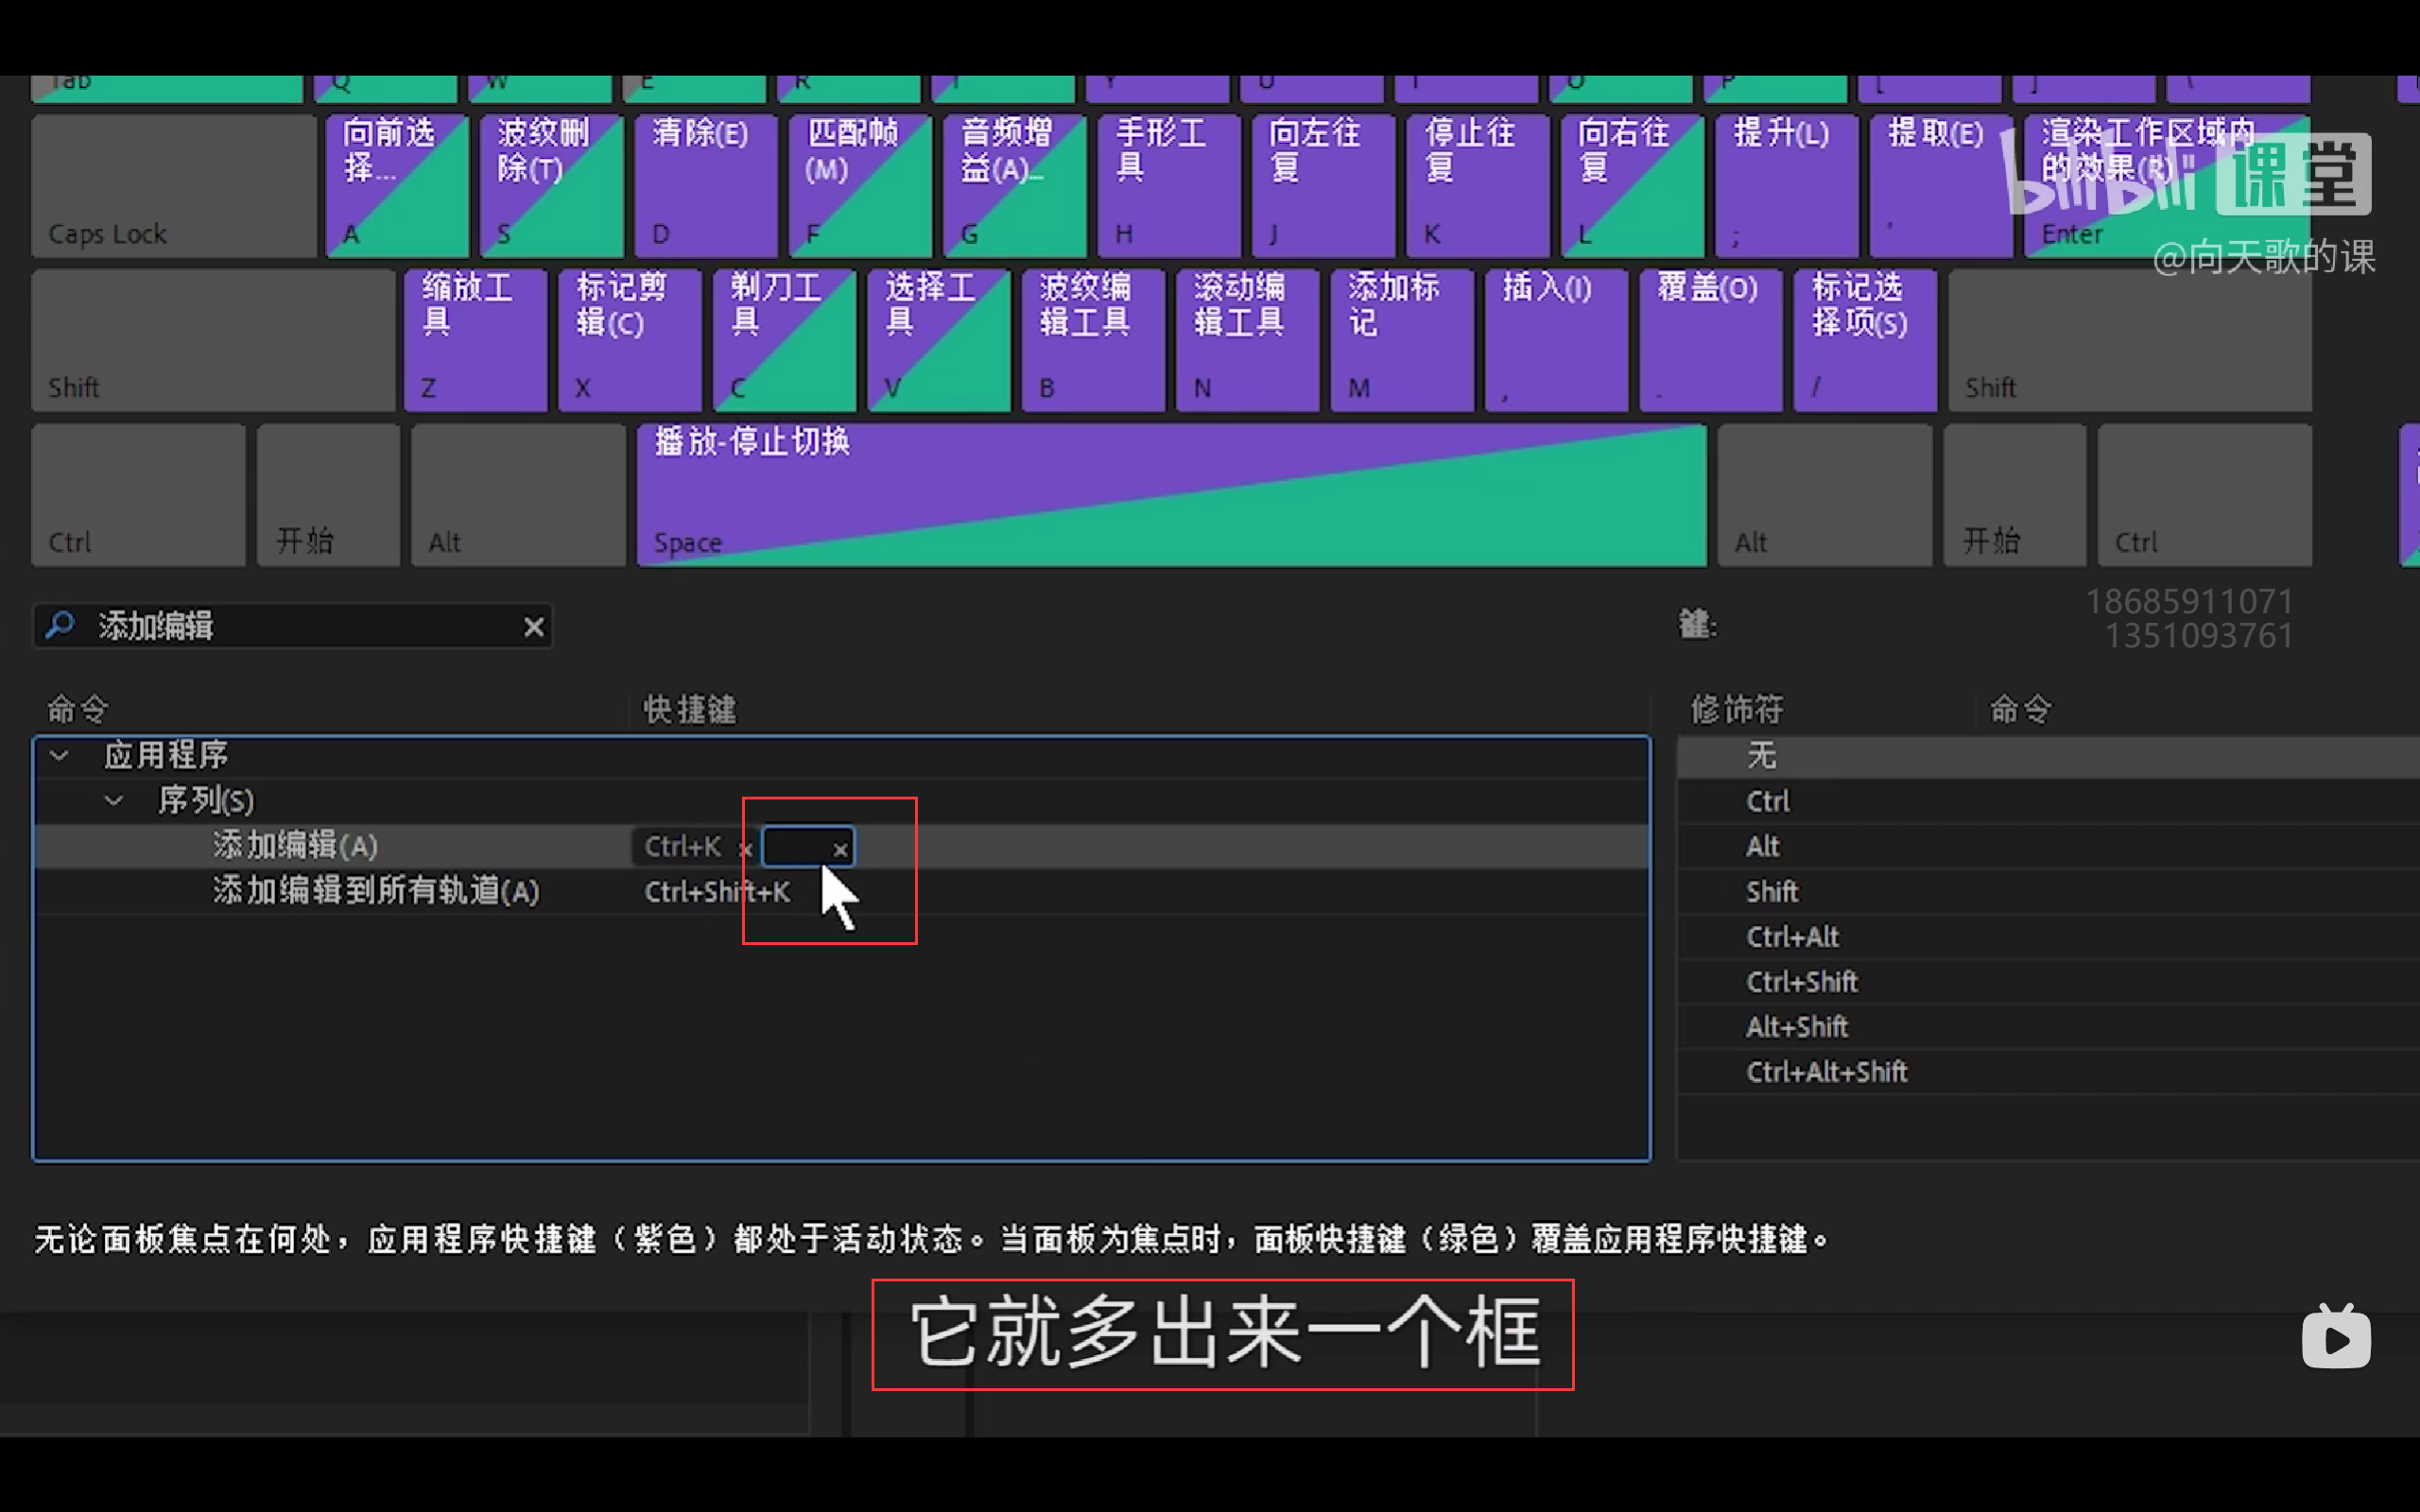 Tab Q W E R T Y U I O P [ ] \
向前选择... 波纹删除(T) 清除(E) 匹配帧(M) 音频增益(A)... 手形工具 向左往复 停止往复 向右往复 提升(L) 提取(E) 渲染工作区域内的效果(R)"
bilibili 课堂
Caps Lock A S D F G H J K L ; ' Enter
@向天歌的课
缩放工具 标记剪辑(C) 剃刀工具 选择工具 波纹编辑工具 滚动编辑工具 添加标记 插入(I) 覆盖(O) 标记选择项(S)
Shift Z X C V B N M , . / Shift
播放-停止切换
Ctrl 开始 Alt Space Alt 开始 Ctrl
18685911071
添加编辑 键:
1351093761
命令 快捷键 修饰符 命令
应用程序 无
序列(S) Ctrl
添加编辑(A) Ctrl+K Alt
添加编辑到所有轨道(A) Ctrl+Shift+K Shift
Ctrl+Alt
Ctrl+Shift
Alt+Shift
Ctrl+Alt+Shift
无论面板焦点在何处，应用程序快捷键（紫色）都处于活动状态。当面板为焦点时，面板快捷键（绿色）覆盖应用程序快捷键。
它就多出来一个框